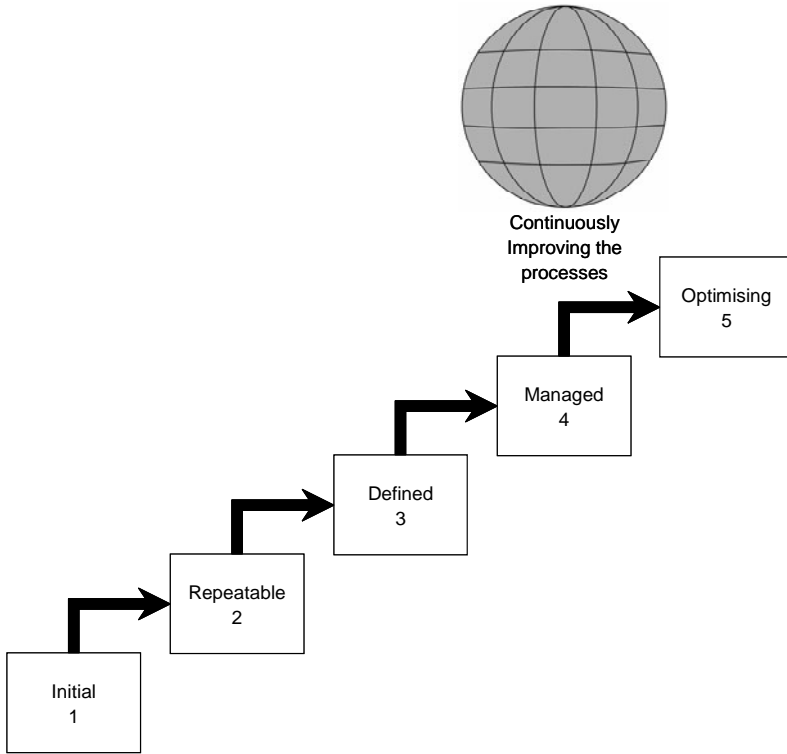 Continuously
Improving the
processes
Optimising
5
Managed
4
Defined
3
Repeatable
2
Initial
1